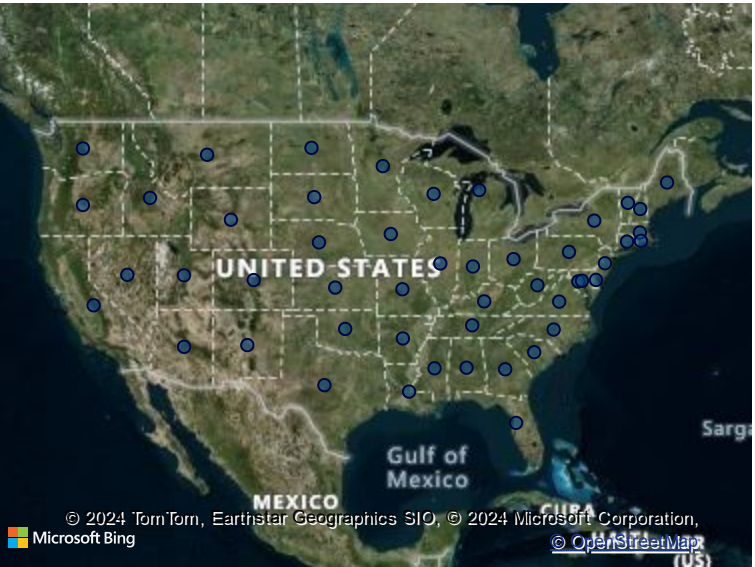 UNITED STATES
Sarga
Gulf of
Mexico
MEXICO
CUBA
© 2024 TomTom, Earthstar Geographics SIO, © 2024 Microsoft Corporation,
Microsoft Bing
© OpenStreetMap
(US)